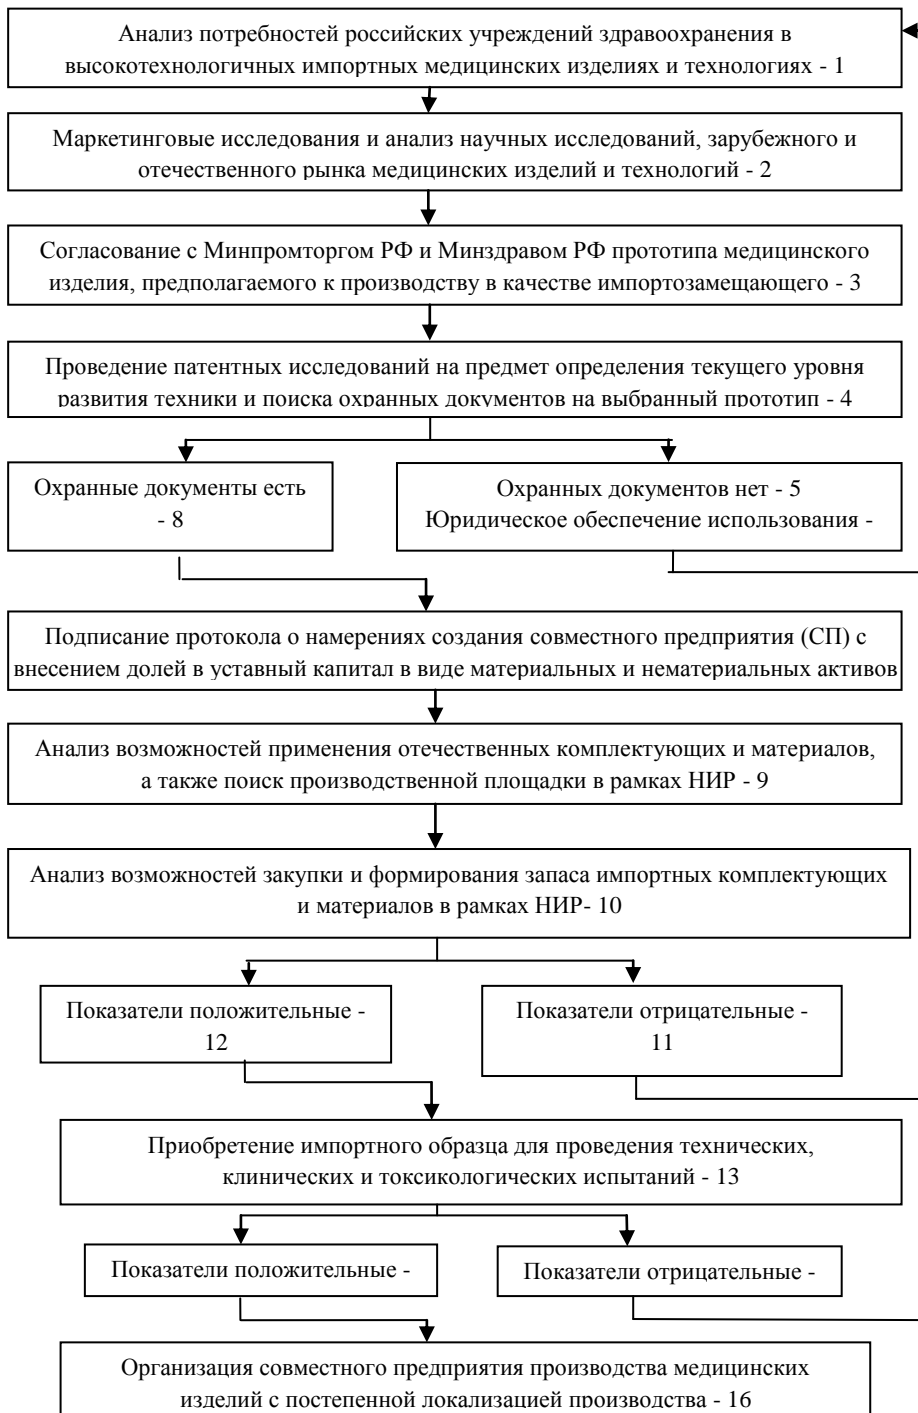 Анализ потребностей российских учреждений здравоохранения в
высокотехнологичных импортных медицинских изделиях и технологиях - 1
Маркетинговые исследования и анализ научных исследований, зарубежного и
отечественного рынка медицинских изделий и технологий - 2
Согласование с Минпромторгом РФ и Минздравом РФ прототипа медицинского
изделия, предполагаемого к производству в качестве импортозамещающего - 3
Проведение патентных исследований на предмет определения текущего уровня
развития техники и поиска охранных документов на выбранный прототип - 4
Охранные документы есть
- 8
Охранных документов нет - 5
Юридическое обеспечение использования -
Подписание протокола о намерениях создания совместного предприятия (СП) с
внесением долей в уставный капитал в виде материальных и нематериальных активов
Анализ возможностей применения отечественных комплектующих и материалов,
а также поиск производственной площадки в рамках НИР - 9
Анализ возможностей закупки и формирования запаса импортных комплектующих
и материалов в рамках НИР- 10
Показатели положительные -
12
Показатели отрицательные -
11
Приобретение импортного образца для проведения технических,
клинических и токсикологических испытаний - 13
Показатели положительные -
Показатели отрицательные -
Организация совместного предприятия производства медицинских
изделий с постепенной локализацией производства - 16